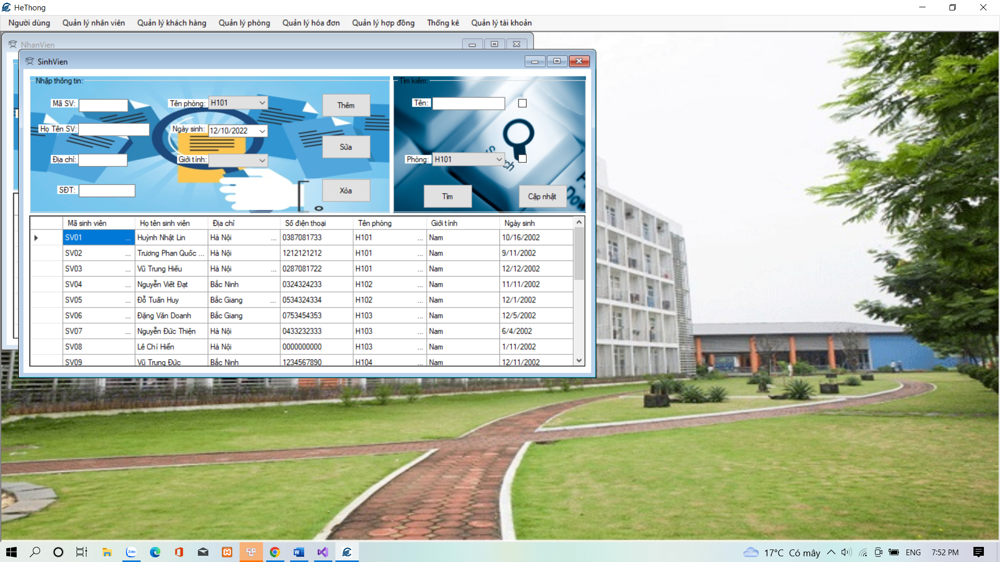 HeThong
Người dùng Quản lý nhân viên Quản lý khách hàng Quản lý phòng Quản lý hóa đơn Quản lý hợp đồng Thống kê Quản lý tài khoản
NhanVien
SinhVien
Nhập thông tin:
Tìm kiếm:
Mã SV: Tên phòng: H101 Thêm Tên:
Họ Tên SV: Ngày sinh: 12/10/2022
Sửa
Địa chỉ: Giới tính: Phòng: H101
SĐT: Xóa Tìm Cập nhật
Mã sinh viên Họ tên sinh viên Địa chỉ Số điện thoại Tên phòng Giới tính Ngày sinh
SV01 ... Huỳnh Nhật Lin Hà Nội ... 0387081733 H101 ... Nam 10/16/2002
SV02 ... Trương Phan Quốc ... Hà Nội 1212121212 H101 ... Nam 9/11/2002
SV03 ... Vũ Trung Hiếu Hà Nội ... 0287081722 H101 ... Nam 12/12/2002
SV04 ... Nguyễn Viết Đạt Bắc Ninh 0324324233 H102 ... Nam 11/11/2002
SV05 ... Đỗ Tuấn Huy Bắc Giang ... 0534324334 H102 ... Nam 12/1/2002
SV06 ... Đặng Văn Doanh Bắc Giang 0753454353 H103 ... Nam 12/5/2002
SV07 ... Nguyễn Đức Thiện Hà Nội 0433232333 H103 ... Nam 6/4/2002
SV08 Lê Chí Hiển Hà Nội 0000000000 H103 ... Nam 1/11/2002
SV09 Vũ Trung Đức Bắc Ninh 1234567890 H104 ... Nam 12/11/2002
Zalo 17°C Có mây ENG 7:52 PM